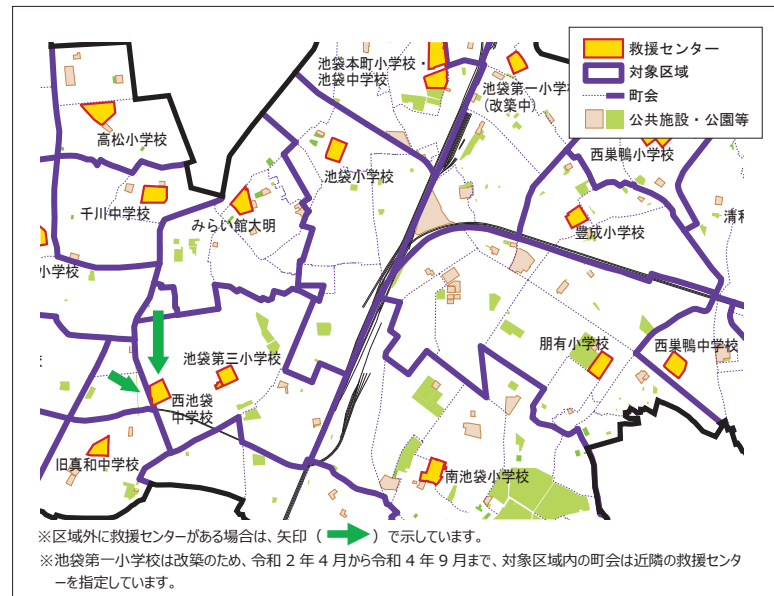 救援センター
対象区域
町会
公共施設・公園等
池袋本町小学校・
池袋中学校
池袋第一小学校
(改築中)
高松小学校
西巣鴨小学校
池袋小学校
千川中学校
みらい館大明
豊成小学校
清和
小学校
池袋第三小学校
朋有小学校
西巣鴨中学校
西池袋
中学校
旧真和中学校
南池袋小学校
※区域外に救援センターがある場合は、矢印（ ）で示しています。
※池袋第一小学校は改築のため、令和 2 年 4 月から令和 4 年 9 月まで、対象区域内の町会は近隣の救援センタ
ーを指定しています。